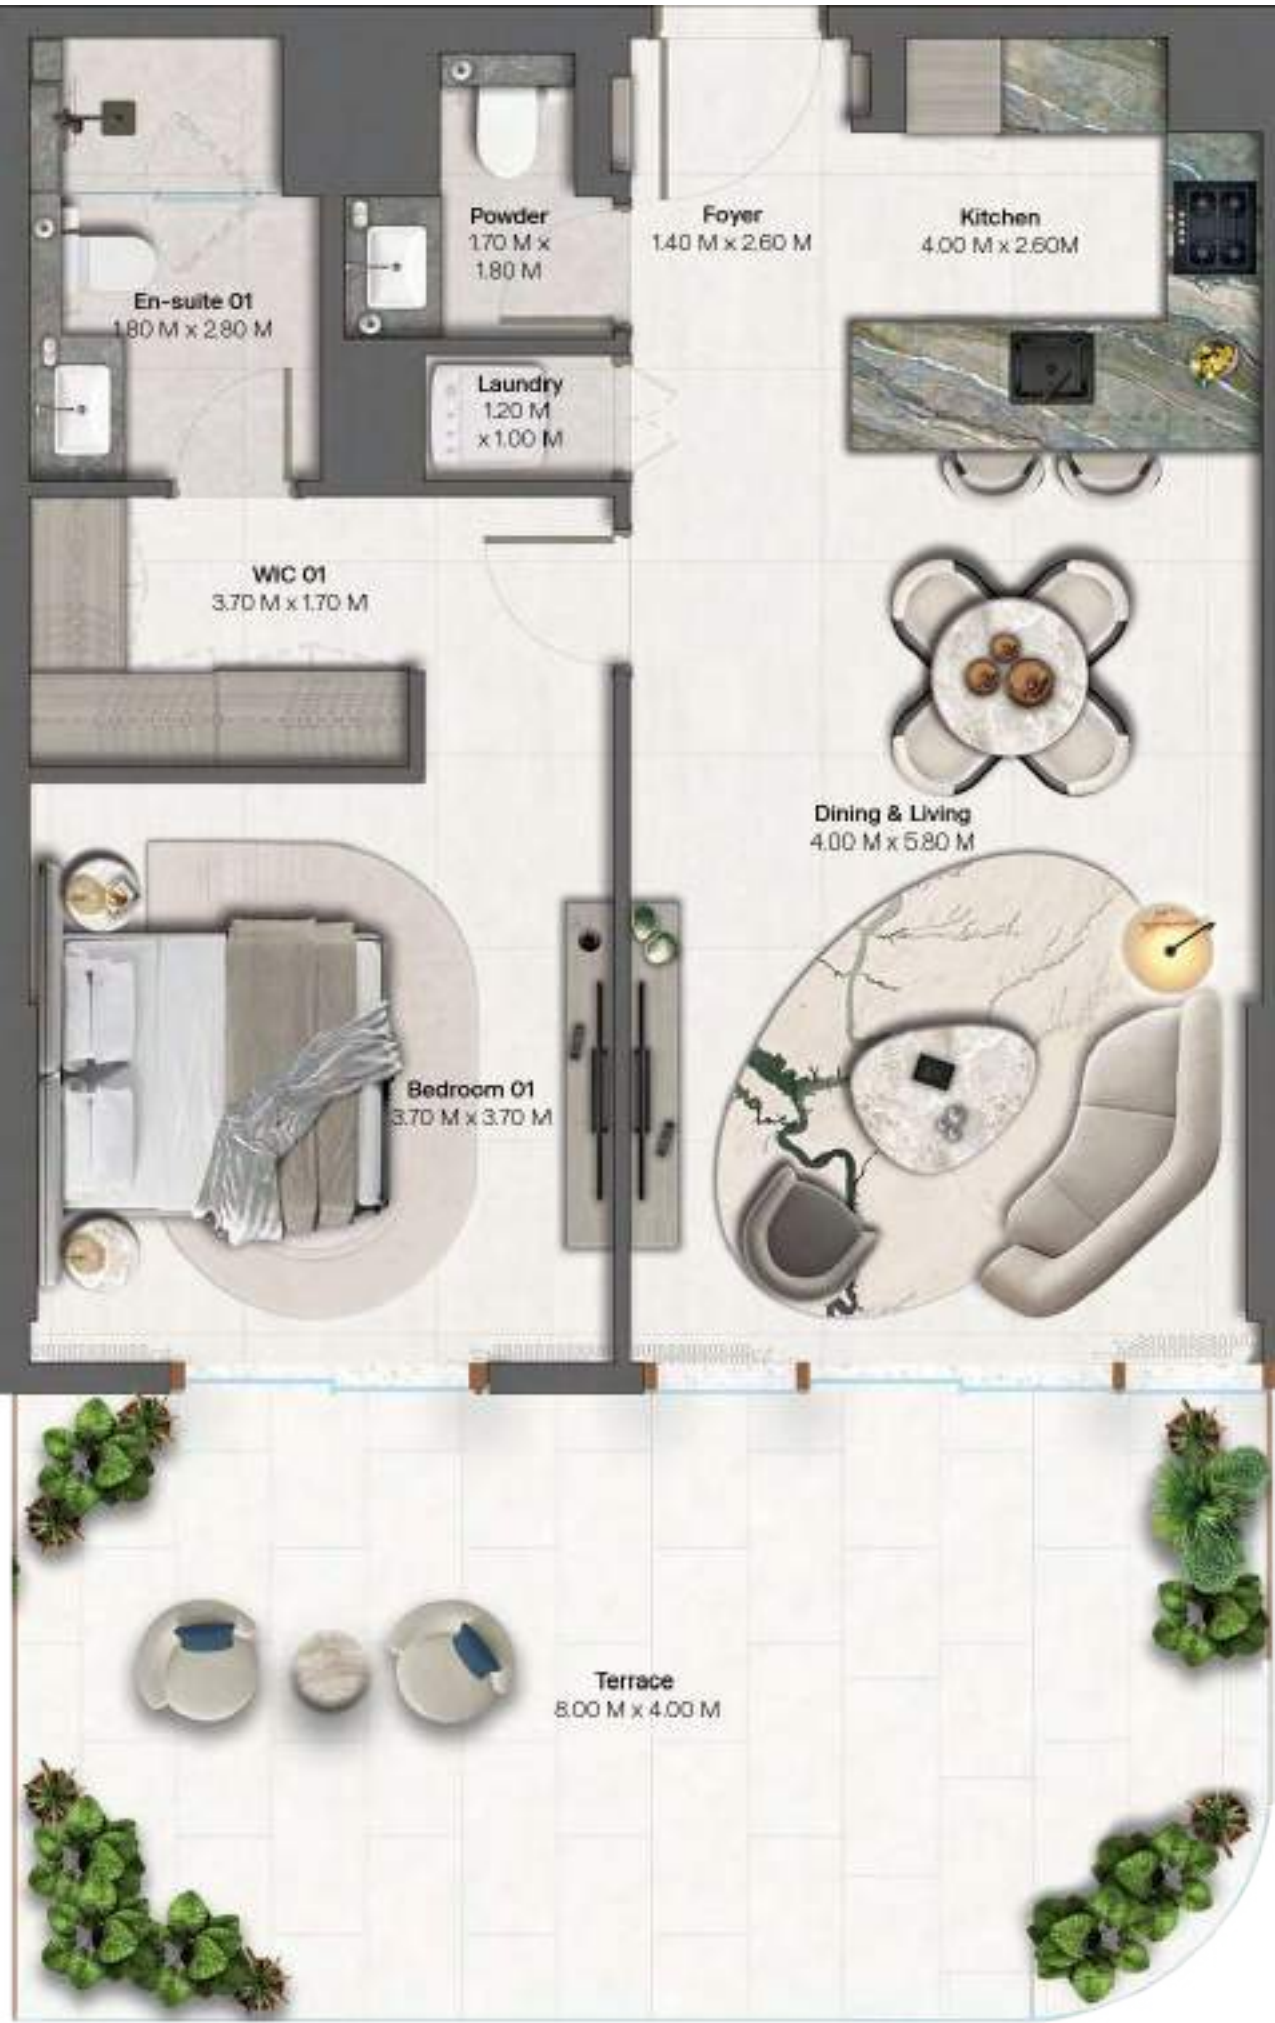 Powder
1.70 M x
1.80 M
Foyer
1.40 M x 2.60 M
Kitchen
4.00 M x 2.60M
En-suite 01
1.80 M x 2.80 M
Laundry
1.20 M
x 1.00 M
WIC 01
3.70 M x 1.70 M
Dining & Living
4.00 M x 5.80 M
Bedroom 01
3.70 M x 3.70 M
Terrace
8.00 M x 4.00 M